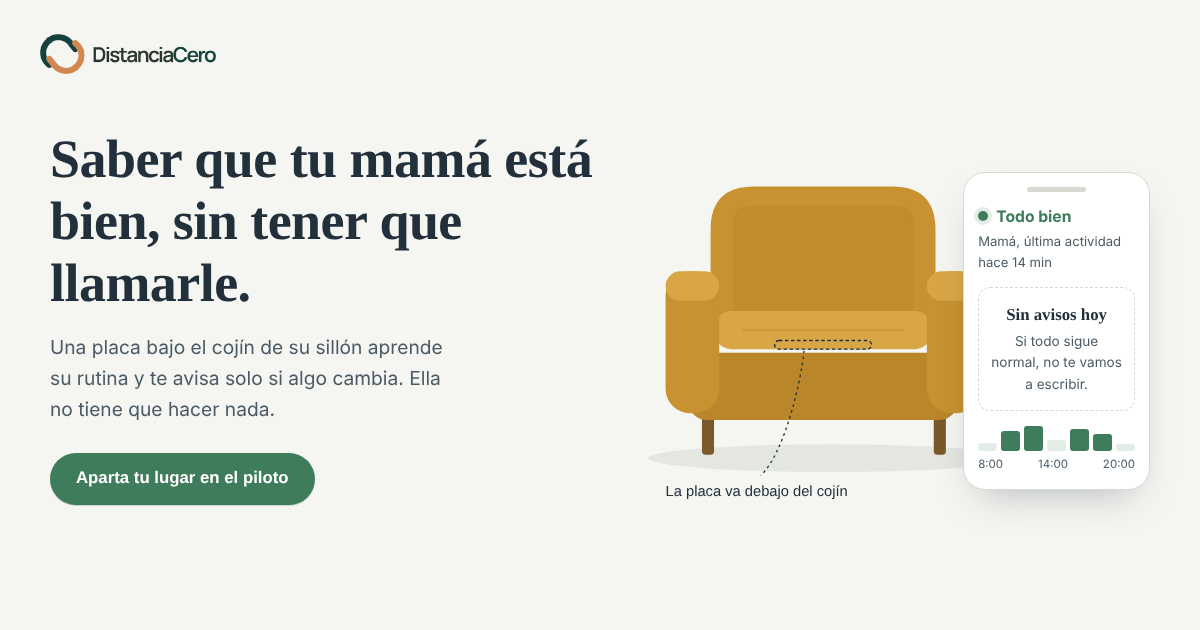 DistanciaCero
Saber que tu mamá está
bien, sin tener que
llamarle.
Una placa bajo el cojín de su sillón aprende
su rutina y te avisa solo si algo cambia. Ella
no tiene que hacer nada.
Aparta tu lugar en el piloto
La placa va debajo del cojín
Todo bien
Mamá, última actividad
hace 14 min
Sin avisos hoy
Si todo sigue
normal, no te vamos
a escribir.
8:00 14:00 20:00